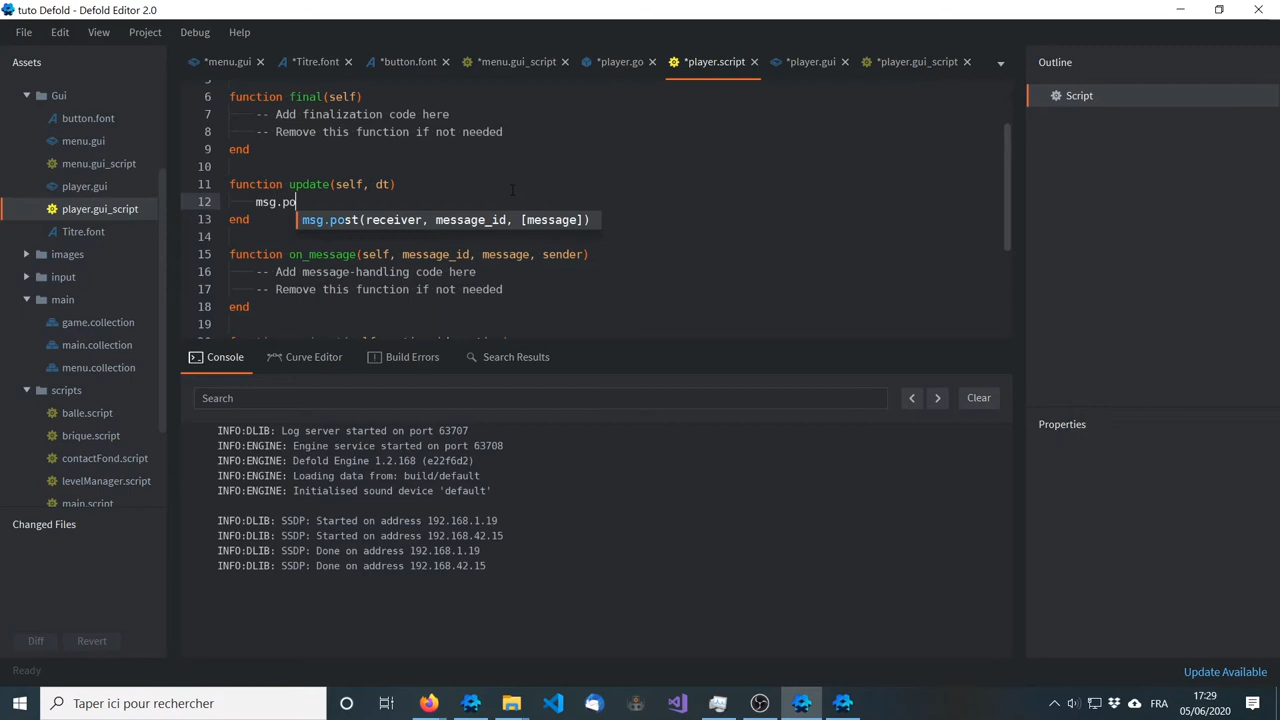 tuto Defold - Defold Editor 2.0
File Edit View Project Debug Help
Assets
Gui
button.font
menu.gui
menu.gui_script
player.gui
player.gui_script
Titre.font
images
input
main
game.collection
main.collection
menu.collection
scripts
balle.script
brique.script
contactFond.script
levelManager.script
main.script
Changed Files
Diff Revert
Ready
*menu.gui *Titre.font *button.font *menu.gui_script *player.go *player.script *player.gui *player.gui_script
6 function final(self)
7 -- Add finalization code here
8 -- Remove this function if not needed
9 end
10
11 function update(self, dt)
12 msg.po
13 end
msg.post(receiver, message_id, [message])
14
15 function on_message(self, message_id, message, sender)
16 -- Add message-handling code here
17 -- Remove this function if not needed
18 end
19
Console Curve Editor Build Errors Search Results
Search
Clear
INFO:DLIB: Log server started on port 63707
INFO:ENGINE: Engine service started on port 63708
INFO:ENGINE: Defold Engine 1.2.168 (e22f6d2)
INFO:ENGINE: Loading data from: build/default
INFO:ENGINE: Initialised sound device 'default'
INFO:DLIB: SSDP: Started on address 192.168.1.19
INFO:DLIB: SSDP: Started on address 192.168.42.15
INFO:DLIB: SSDP: Done on address 192.168.1.19
INFO:DLIB: SSDP: Done on address 192.168.42.15
Outline
Script
Properties
Update Available
Taper ici pour rechercher
FRA
17:29
05/06/2020